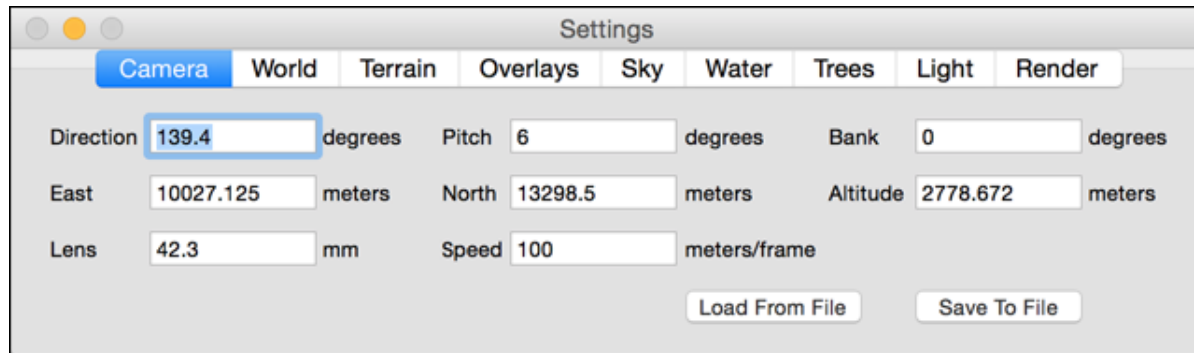 Settings
Camera World Terrain Overlays Sky Water Trees Light Render
Direction 139.4 degrees Pitch 6 degrees Bank 0 degrees
East 10027.125 meters North 13298.5 meters Altitude 2778.672 meters
Lens 42.3 mm Speed 100 meters/frame
Load From File Save To File